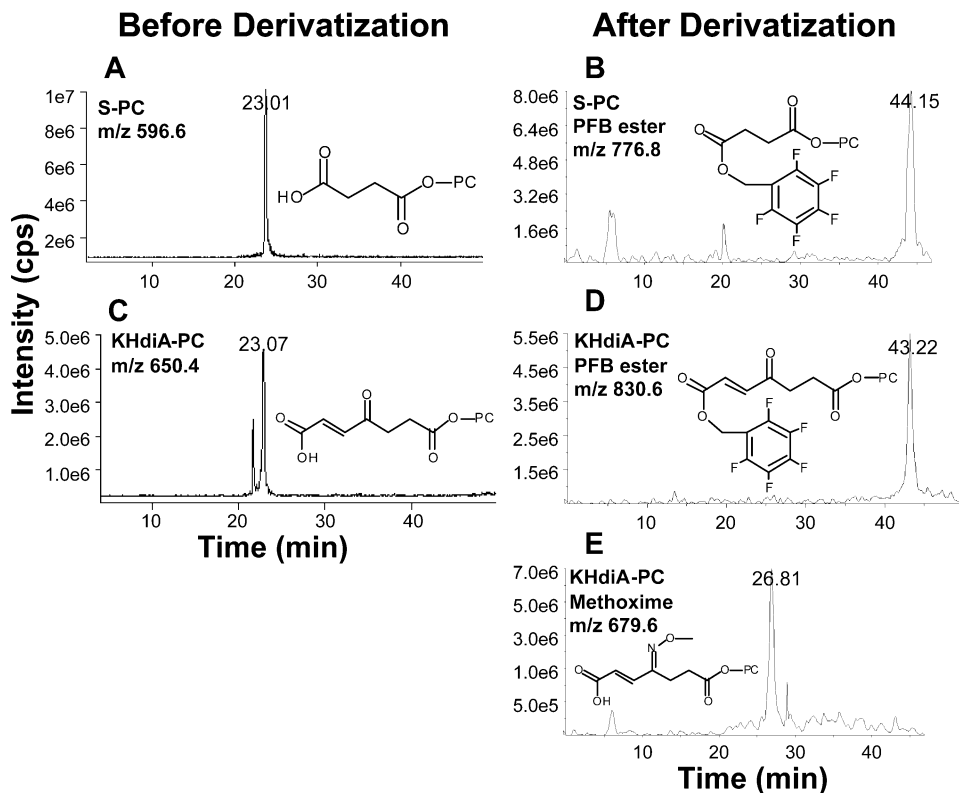 Before Derivatization
After Derivatization
Intensity (cps)
A
S-PC
m/z 596.6
23.01
1e7
8e6
6e6
4e6
2e6
10
20
30
40
O
HO
O
O
PC
B
S-PC
PFB ester
m/z 776.8
44.15
8.0e6
6.4e6
4.8e6
3.2e6
1.6e6
10
20
30
40
O
O
O
O
PC
F
F
F
F
F
C
KHdiA-PC
m/z 650.4
23.07
5.0e6
4.0e6
3.0e6
2.0e6
1.0e6
10
20
30
40
Time (min)
O
O
OH
O
O
PC
D
KHdiA-PC
PFB ester
m/z 830.6
43.22
5.5e6
4.5e6
3.5e6
2.5e6
1.5e6
10
20
30
40
O
O
O
O
O
PC
F
F
F
F
F
E
KHdiA-PC
Methoxime
m/z 679.6
26.81
7.0e6
5.0e6
3.0e6
1.0e6
5.0e5
10
20
30
40
N
O
O
OH
O
O
PC
Time (min)